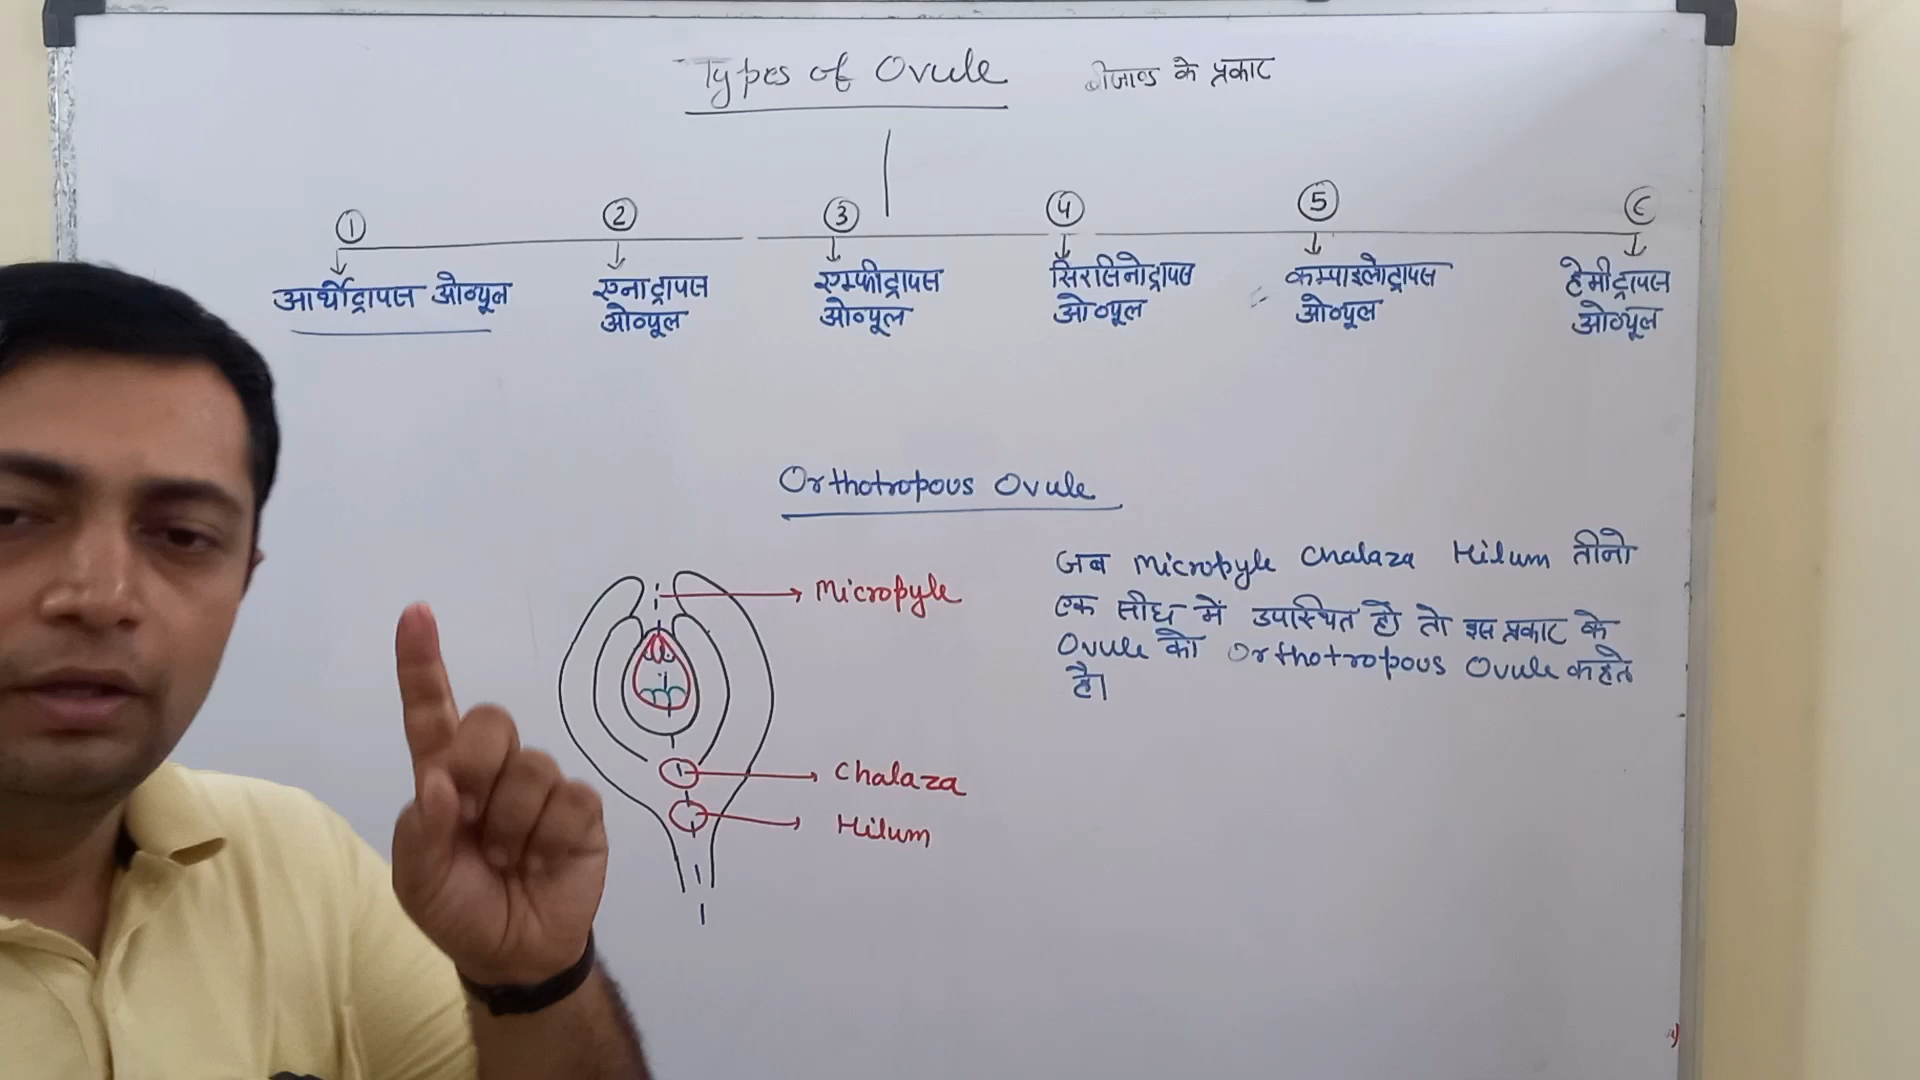 Types of Ovule बीजाण्ड के प्रकार
1 2 3 4 5 6
आर्थोट्रापस ओव्यूल
एनाट्रापस
ओव्यूल
एम्फीट्रापस
ओव्यूल
सिरसिनोट्रापस
ओव्यूल
कम्पाइलोट्रापस
ओव्यूल
हेमीट्रापस
ओव्यूल
Orthotropous Ovule
Micropyle
Chalaza
Hilum
जब Micropyle Chalaza Hilum तीनो
एक सीध में उपास्थित हो तो इस प्रकार के
Ovule को Orthotropous Ovule कहते
है।